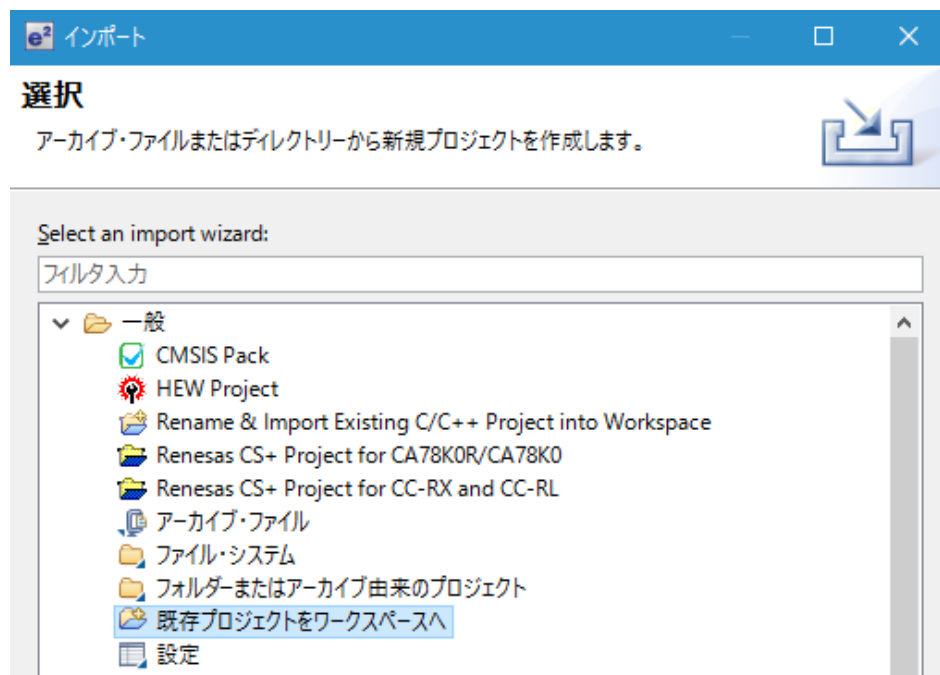 e² インポート
選択
アーカイブ・ファイルまたはディレクトリーから新規プロジェクトを作成します。
Select an import wizard:
フィルタ入力
一般
CMSIS Pack
HEW Project
Rename & Import Existing C/C++ Project into Workspace
Renesas CS+ Project for CA78K0R/CA78K0
Renesas CS+ Project for CC-RX and CC-RL
アーカイブ・ファイル
ファイル・システム
フォルダーまたはアーカイブ由来のプロジェクト
既存プロジェクトをワークスペースへ
設定